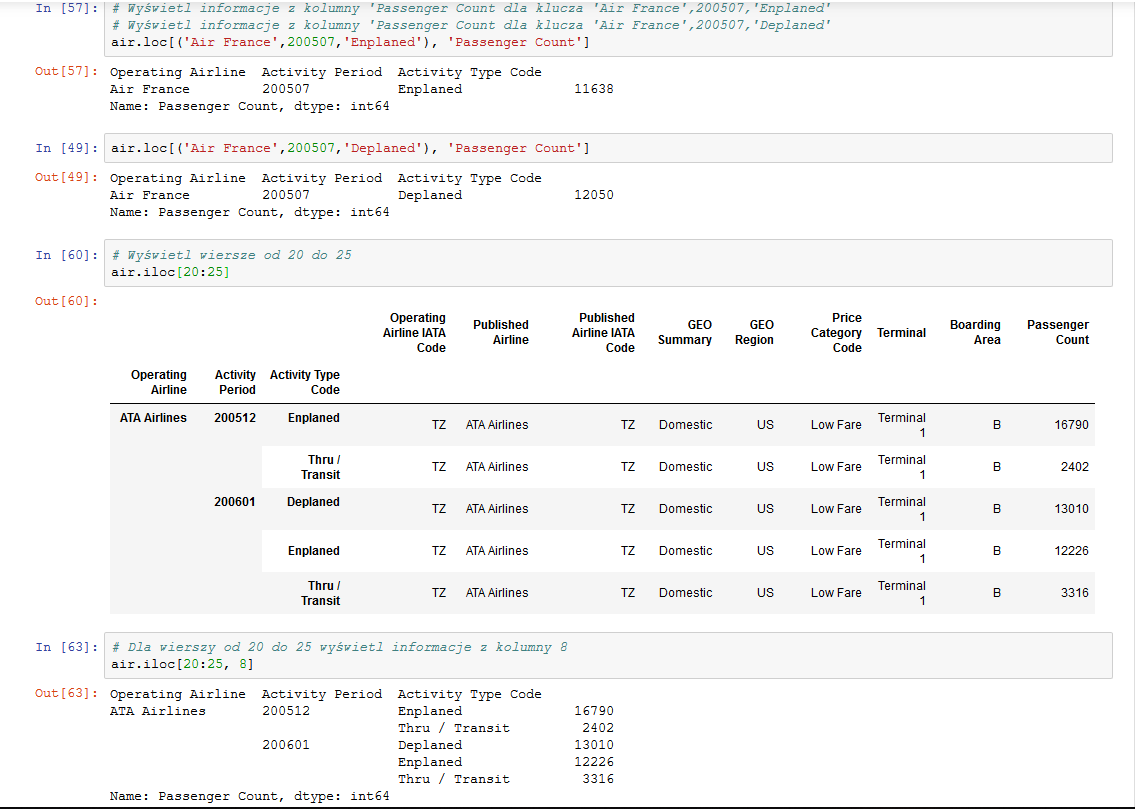 In [57]: # Wyświetl informacje z kolumny 'Passenger Count dla klucza 'Air France',200507,'Enplaned'
# Wyświetl informacje z kolumny 'Passenger Count dla klucza 'Air France',200507,'Deplaned'
air.loc[('Air France',200507,'Enplaned'), 'Passenger Count']
Out[57]: Operating Airline  Activity Period  Activity Type Code
Air France         200507           Enplaned              11638
Name: Passenger Count, dtype: int64
In [49]: air.loc[('Air France',200507,'Deplaned'), 'Passenger Count']
Out[49]: Operating Airline  Activity Period  Activity Type Code
Air France         200507           Deplaned              12050
Name: Passenger Count, dtype: int64
In [60]: # Wyświetl wiersze od 20 do 25
air.iloc[20:25]
Out[60]:
Operating Airline IATA Code Published Airline Published Airline IATA Code GEO Summary GEO Region Price Category Code Terminal Boarding Area Passenger Count
Operating Airline Activity Period Activity Type Code
ATA Airlines 200512 Enplaned TZ ATA Airlines TZ Domestic US Low Fare Terminal 1 B 16790
Thru / Transit TZ ATA Airlines TZ Domestic US Low Fare Terminal 1 B 2402
200601 Deplaned TZ ATA Airlines TZ Domestic US Low Fare Terminal 1 B 13010
Enplaned TZ ATA Airlines TZ Domestic US Low Fare Terminal 1 B 12226
Thru / Transit TZ ATA Airlines TZ Domestic US Low Fare Terminal 1 B 3316
In [63]: # Dla wierszy od 20 do 25 wyświetl informacje z kolumny 8
air.iloc[20:25, 8]
Out[63]: Operating Airline  Activity Period  Activity Type Code
ATA Airlines       200512           Enplaned              16790
Thru / Transit         2402
200601           Deplaned              13010
Enplaned              12226
Thru / Transit         3316
Name: Passenger Count, dtype: int64